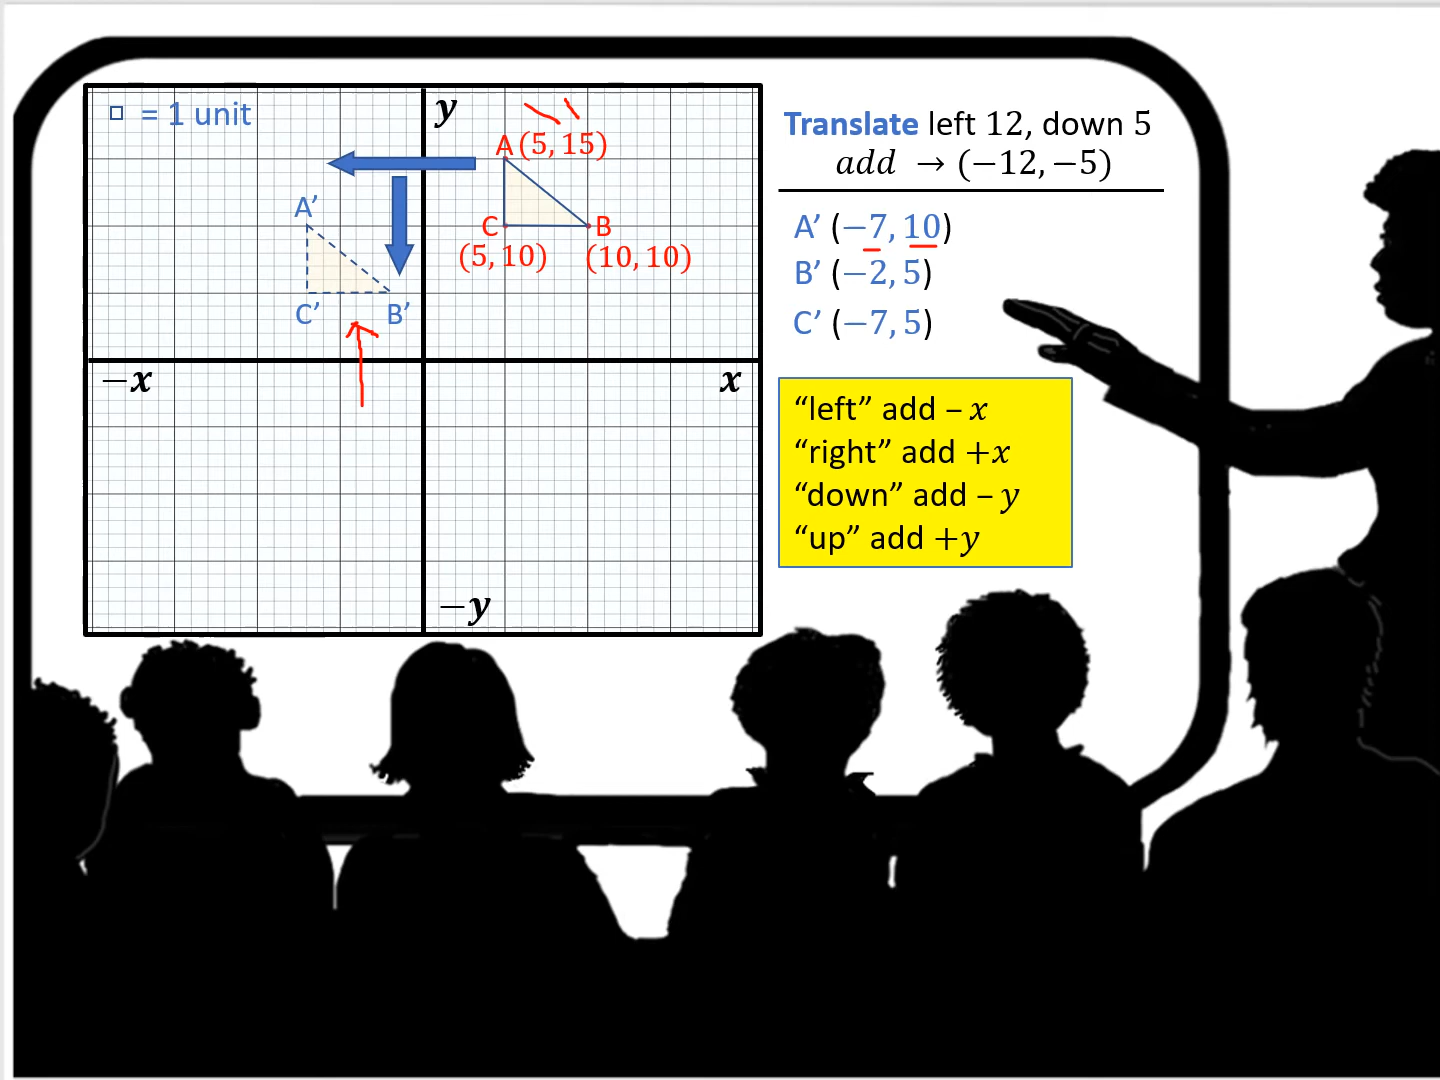 = 1 unit
y
A (5, 15)
A’
C
B
(5, 10)
(10, 10)
C’
B’
−x
x
−y
Translate left 12, down 5
add → (−12, −5)
A’ (−7, 10)
B’ (−2, 5)
C’ (−7, 5)
“left” add − x
“right” add +x
“down” add − y
“up” add +y